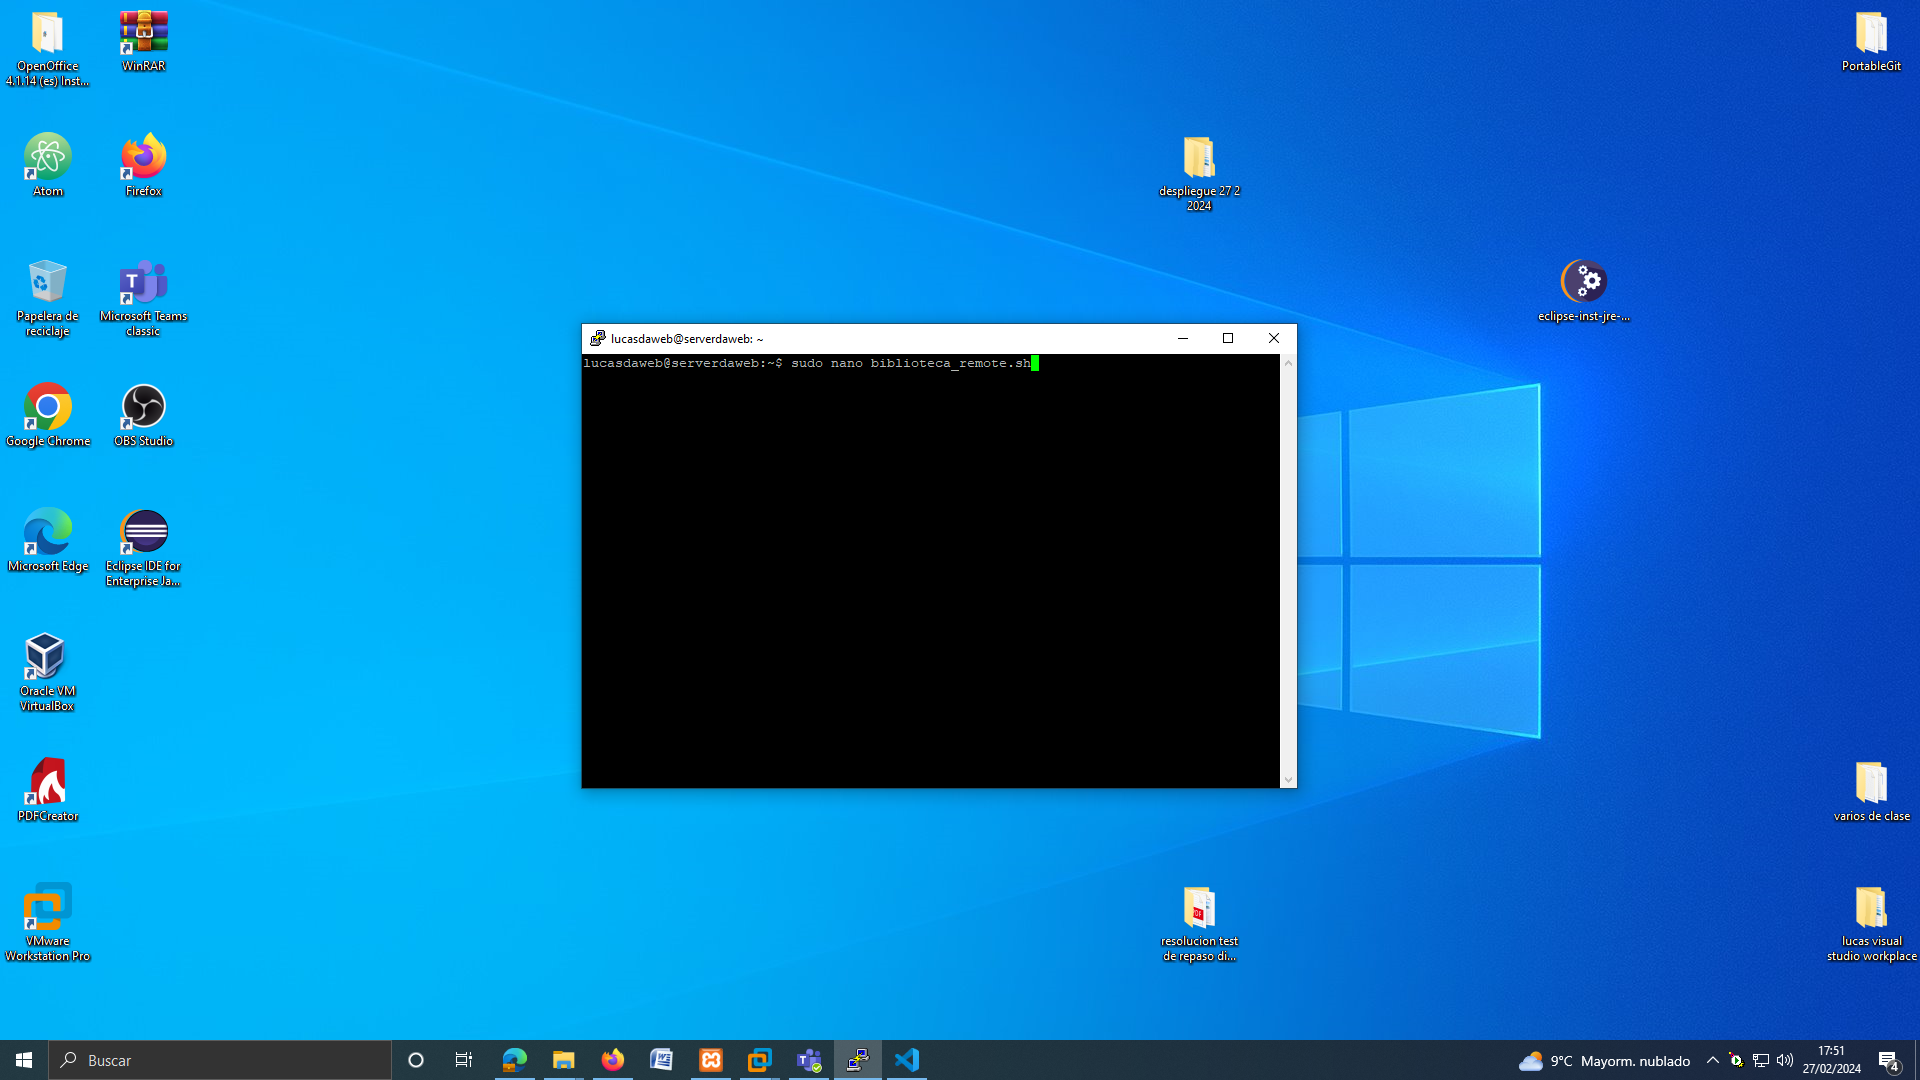 OpenOffice
4.1.14 (es) Inst...
WinRAR
PortableGit
Atom
Firefox
despliegue 27 2
2024
Papelera de
reciclaje
Microsoft Teams
classic
eclipse-inst-jre-...
lucasdaweb@serverdaweb: ~
lucasdaweb@serverdaweb:~$ sudo nano biblioteca_remote.sh
Google Chrome
OBS Studio
Microsoft Edge
Eclipse IDE for
Enterprise Ja...
Oracle VM
VirtualBox
PDFCreator
varios de clase
VMware
Workstation Pro
PDF
resolucion test
de repaso di...
lucas visual
studio workplace
Buscar
9°C Mayorm. nublado
17:51
27/02/2024
4